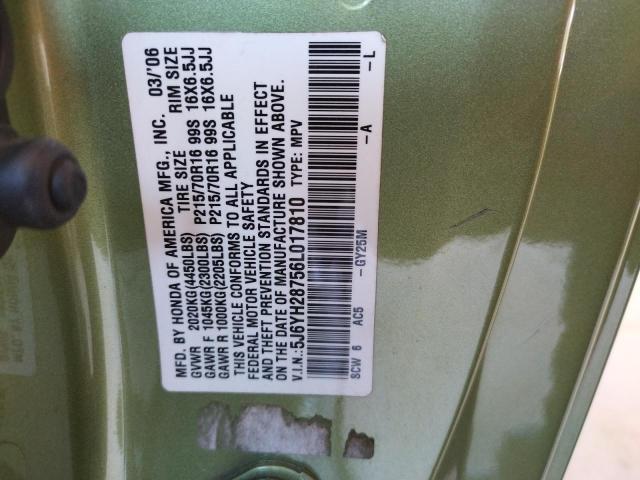 MFD. BY HONDA OF AMERICA MFG., INC. 03/'06
GVWR 2020KG(4450LBS) TIRE SIZE RIM SIZE
GAWR F 1045KG(2300LBS) P215/70R16 99S 16X6.5JJ
GAWR R 1000KG(2205LBS) P215/70R16 99S 16X6.5JJ
THIS VEHICLE CONFORMS TO ALL APPLICABLE
FEDERAL MOTOR VEHICLE SAFETY
AND THEFT PREVENTION STANDARDS IN EFFECT
ON THE DATE OF MANUFACTURE SHOWN ABOVE.
V.I.N.:5J6YH28756L017810 TYPE: MPV
SCW 6 AC5 -GY25M -A -L